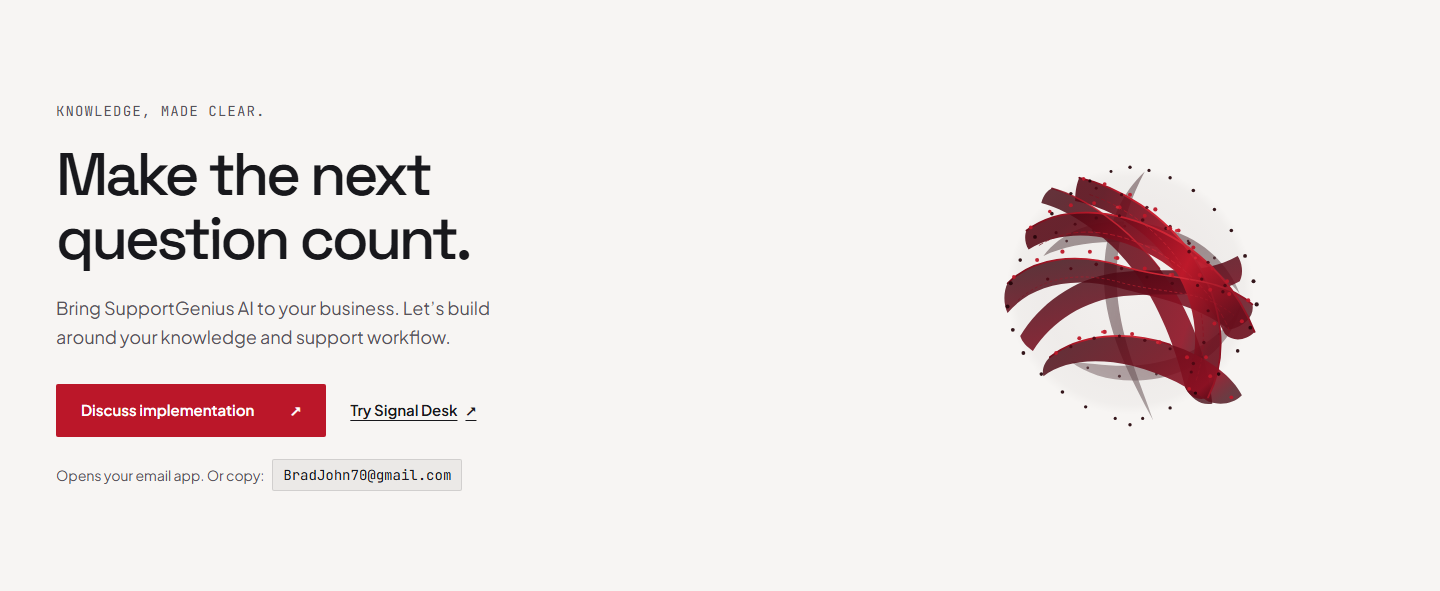 KNOWLEDGE, MADE CLEAR.
Make the next
question count.
Bring SupportGenius AI to your business. Let’s build
around your knowledge and support workflow.
Discuss implementation ↗
Try Signal Desk ↗
Opens your email app. Or copy: BradJohn70@gmail.com